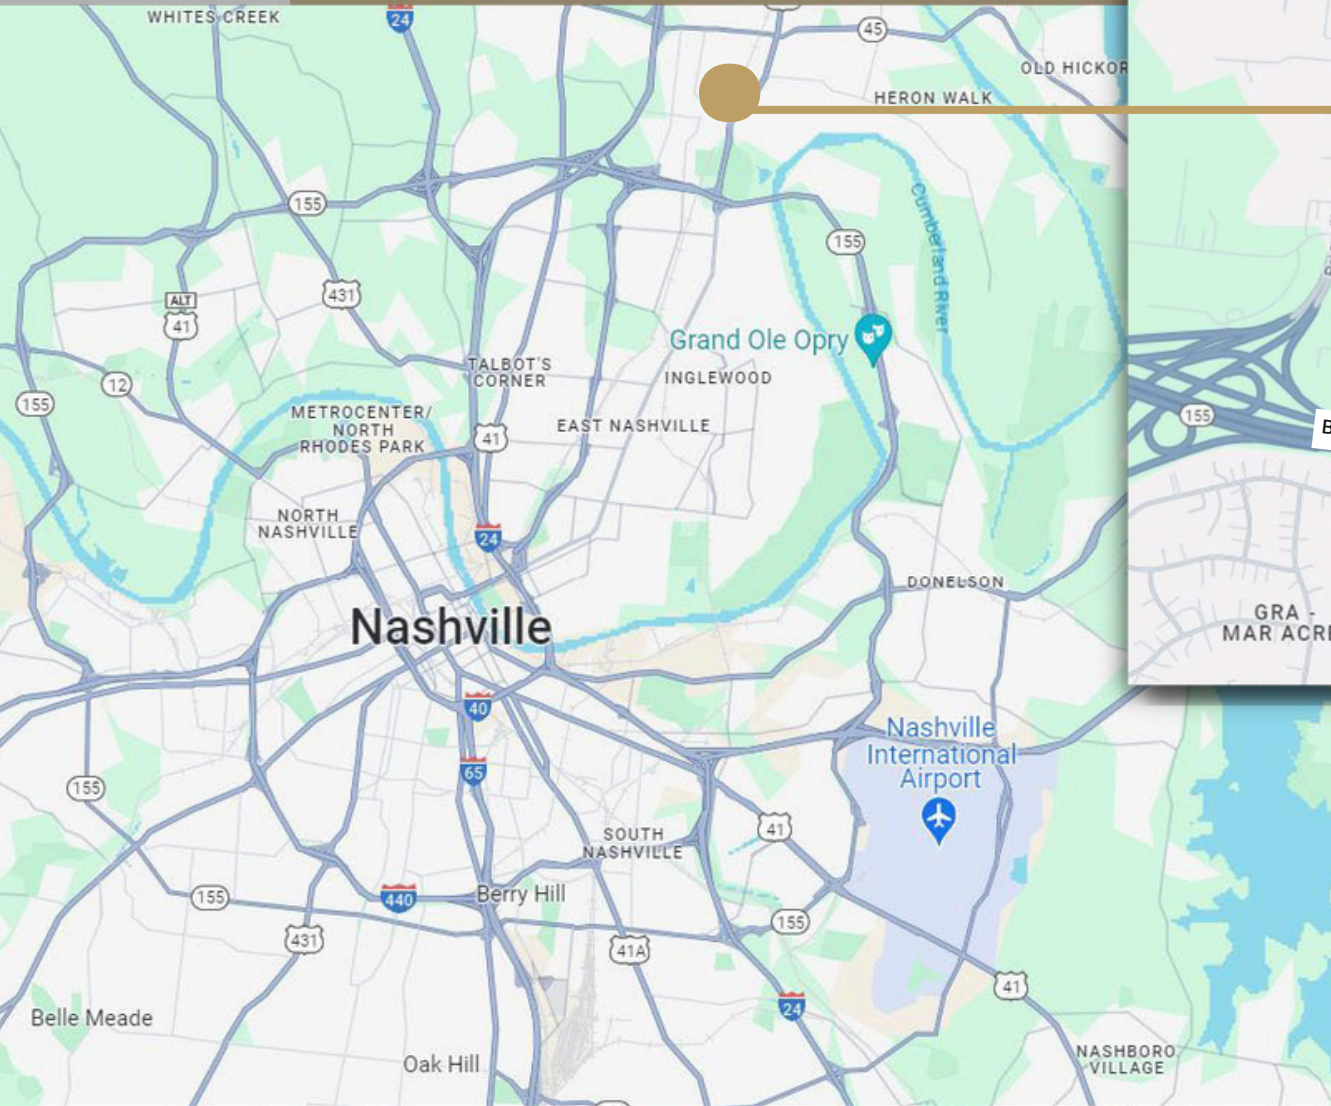 WHITES CREEK
24
45
OLD HICKOR
HERON WALK
155
Cumberland River
155
431
ALT
41
Grand Ole Opry
TALBOT'S
CORNER
INGLEWOOD
12
155
155
METROCENTER/
NORTH
RHODES PARK
41
EAST NASHVILLE
B
NORTH
NASHVILLE
24
DONELSON
Nashville
GRA -
MAR ACRE
40
Nashville
International
Airport
65
155
41
SOUTH
NASHVILLE
155
440
Berry Hill
155
431
41A
41
24
Belle Meade
Oak Hill
NASHBORO
VILLAGE